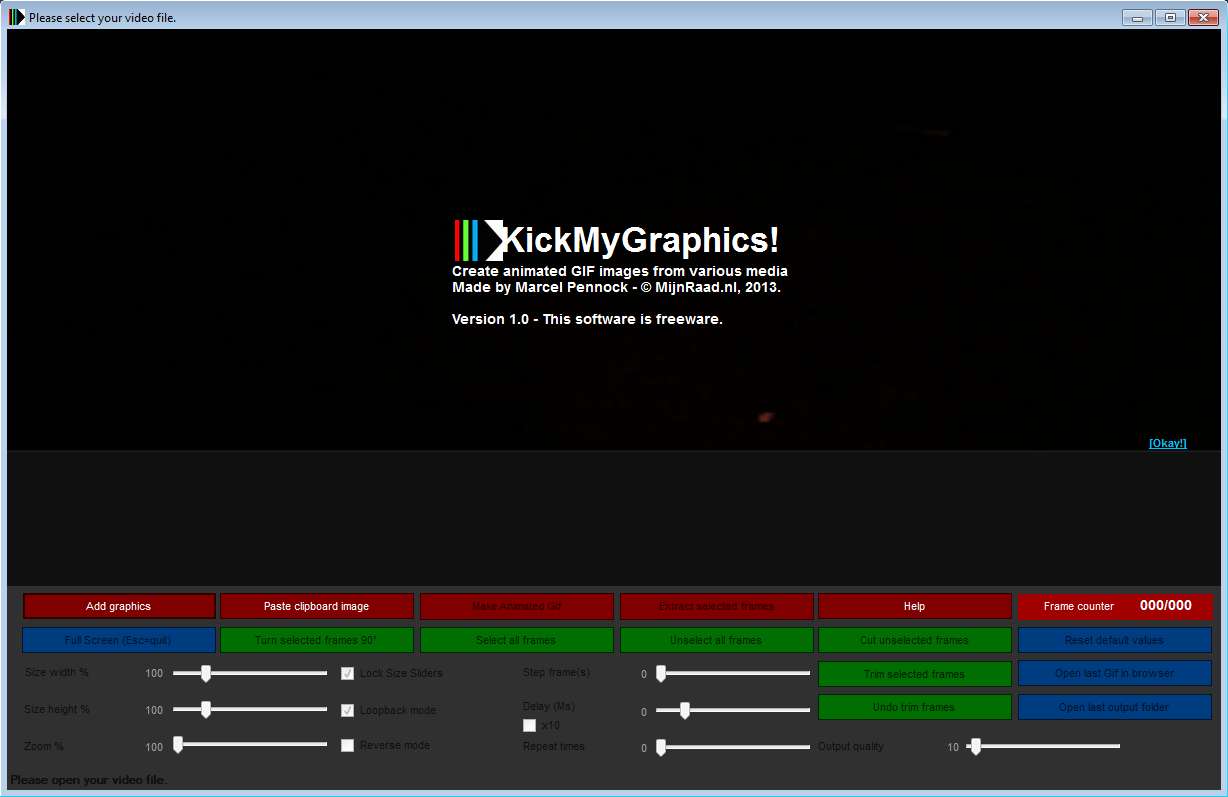 Please select your video file.
KickMyGraphics!
Create animated GIF images from various media
Made by Marcel Pennock - © MijnRaad.nl, 2013.
Version 1.0 - This software is freeware.
[Okay!]
Add graphics Paste clipboard image Make Animated Gif Extract selected frames Help Frame counter 000/000
Full Screen (Esc=quit) Turn selected frames 90° Select all frames Unselect all frames Cut unselected frames Reset default values
Size width % 100 Lock Size Sliders Step frame(s) 0 Trim selected frames Open last Gif in browser
Size height % 100 Loopback mode Delay (Ms) 0 Undo trim frames Open last output folder
x10
Zoom % 100 Reverse mode Repeat times 0 Output quality 10
Please open your video file.